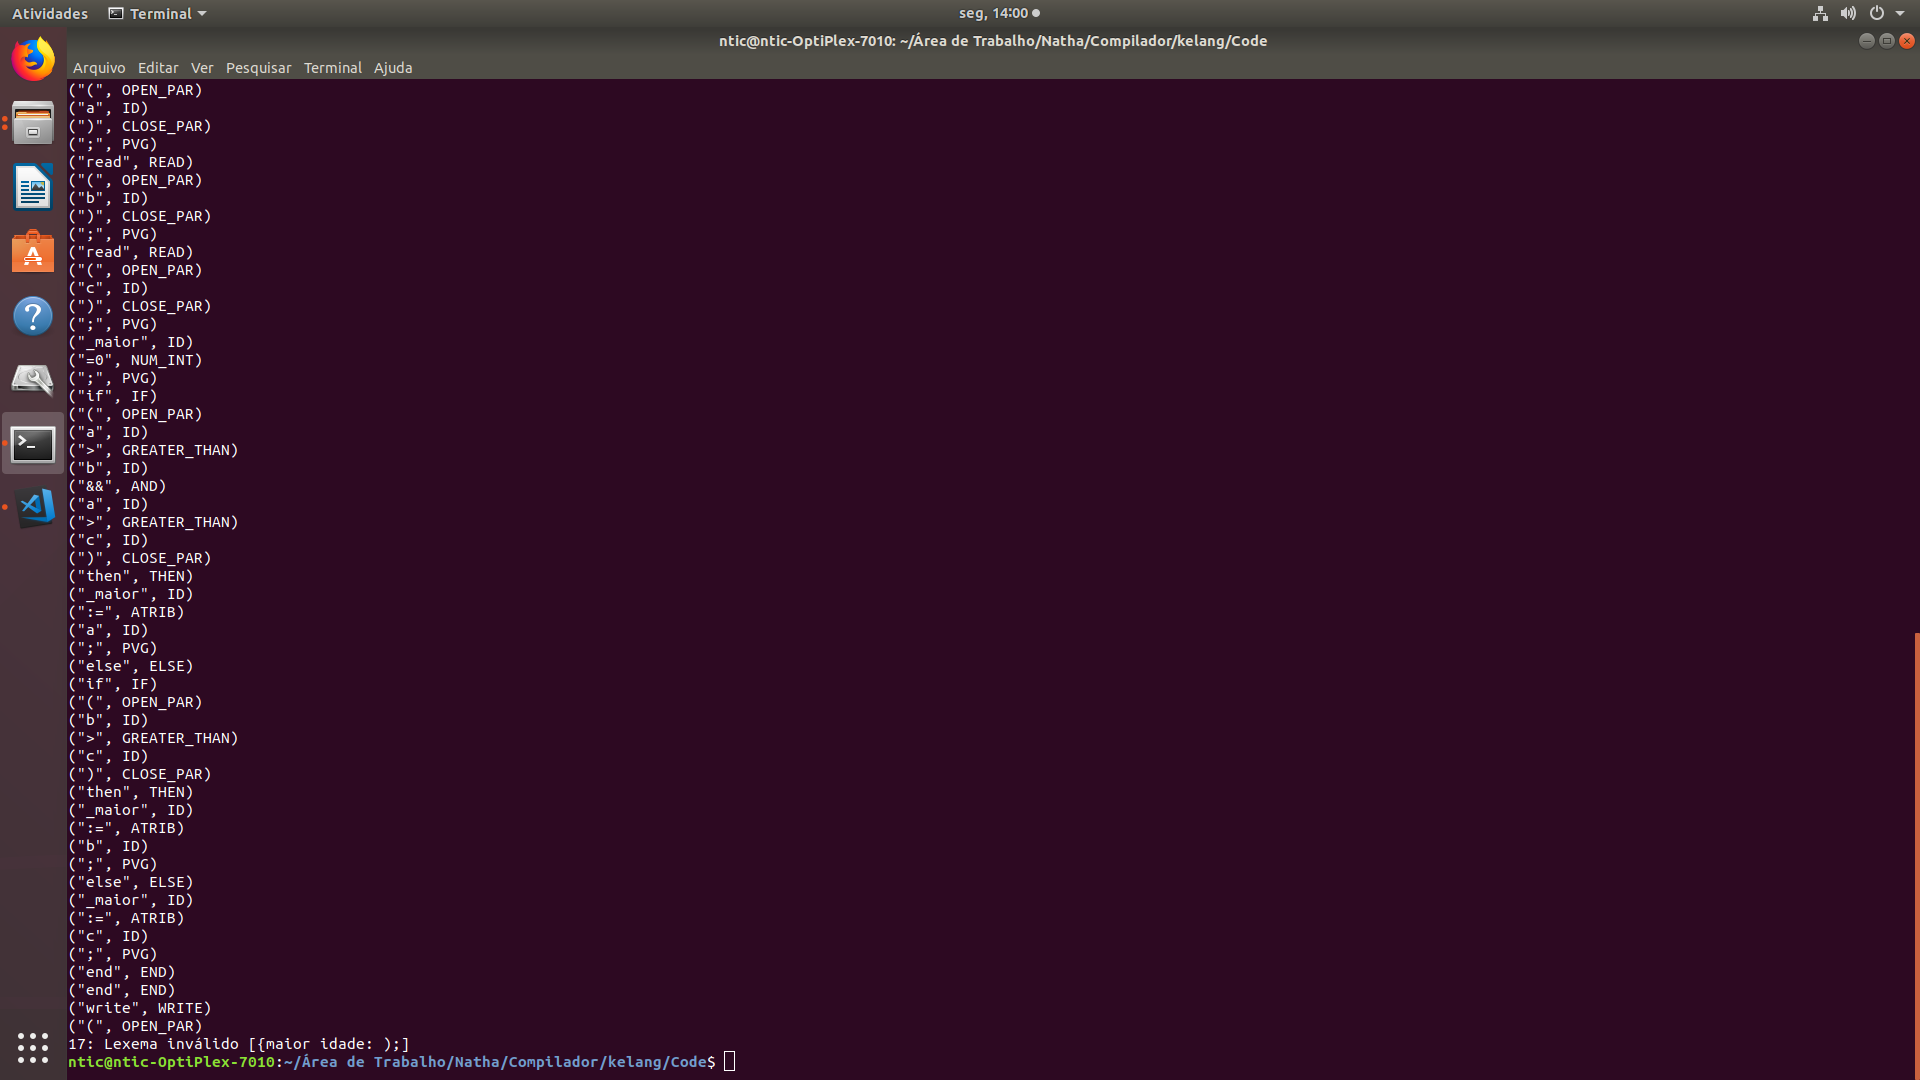 Atividades Terminal seg, 14:00
ntic@ntic-OptiPlex-7010: ~/Área de Trabalho/Natha/Compilador/kelang/Code
Arquivo Editar Ver Pesquisar Terminal Ajuda
("(", OPEN_PAR)
("a", ID)
(")", CLOSE_PAR)
(";", PVG)
("read", READ)
("(", OPEN_PAR)
("b", ID)
(")", CLOSE_PAR)
(";", PVG)
("read", READ)
("(", OPEN_PAR)
("c", ID)
(")", CLOSE_PAR)
(";", PVG)
("_maior", ID)
("=0", NUM_INT)
(";", PVG)
("if", IF)
("(", OPEN_PAR)
("a", ID)
(">", GREATER_THAN)
("b", ID)
("&&", AND)
("a", ID)
(">", GREATER_THAN)
("c", ID)
(")", CLOSE_PAR)
("then", THEN)
("_maior", ID)
(":=", ATRIB)
("a", ID)
(";", PVG)
("else", ELSE)
("if", IF)
("(", OPEN_PAR)
("b", ID)
(">", GREATER_THAN)
("c", ID)
(")", CLOSE_PAR)
("then", THEN)
("_maior", ID)
(":=", ATRIB)
("b", ID)
(";", PVG)
("else", ELSE)
("_maior", ID)
(":=", ATRIB)
("c", ID)
(";", PVG)
("end", END)
("end", END)
("write", WRITE)
("(", OPEN_PAR)
17: Lexema inválido [{maior idade: );]
ntic@ntic-OptiPlex-7010:~/Área de Trabalho/Natha/Compilador/kelang/Code$